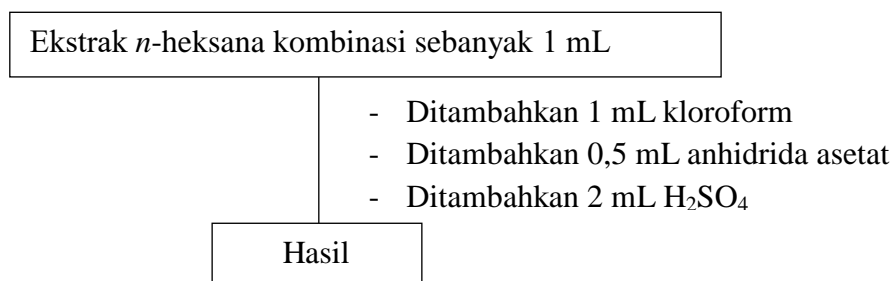 Ekstrak n-heksana kombinasi sebanyak 1 mL
- Ditambahkan 1 mL kloroform
- Ditambahkan 0,5 mL anhidrida asetat
- Ditambahkan 2 mL H₂SO₄
Hasil